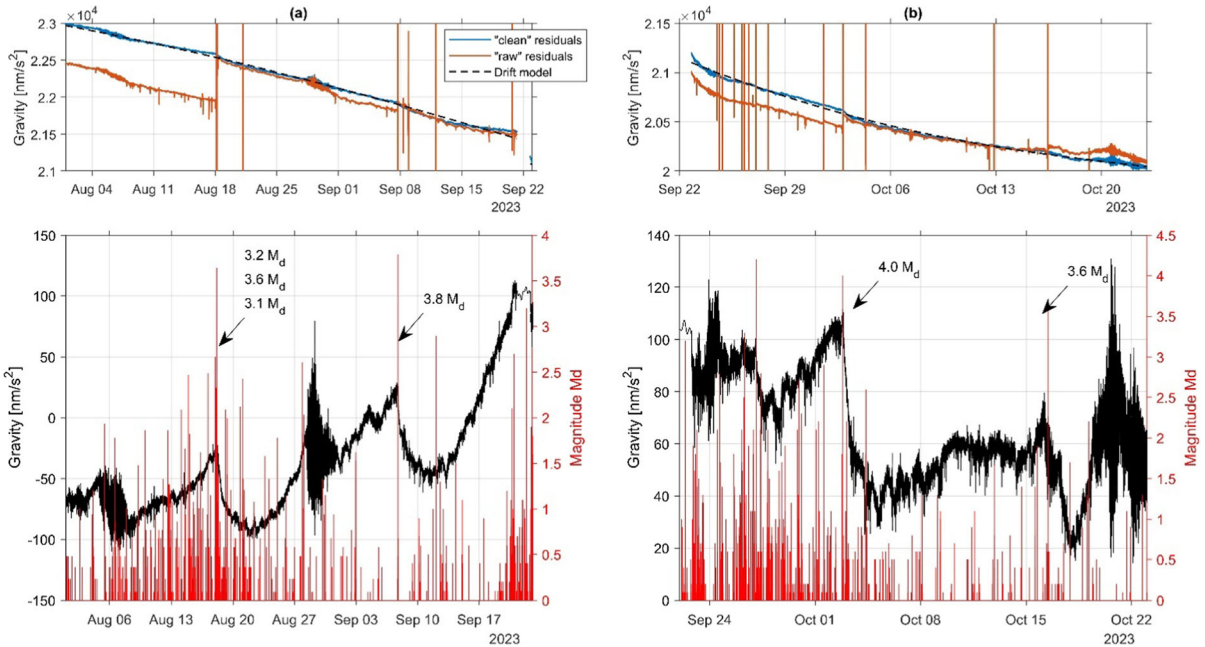 (a)
×10⁴
2.3
2.25
2.2
2.15
2.1
Gravity [nm/s²]
"clean" residuals
"raw" residuals
Drift model
Aug 04 Aug 11 Aug 18 Aug 25 Sep 01 Sep 08 Sep 15 Sep 22
2023
(b)
×10⁴
2.15
2.1
2.05
2
Gravity [nm/s²]
Sep 22 Sep 29 Oct 06 Oct 13 Oct 20
2023
150
100
50
0
-50
-100
-150
Gravity [nm/s²]
3.2 Md
3.6 Md
3.1 Md
3.8 Md
4
3.5
3
2.5
2
1.5
1
0.5
0
Magnitude Md
Aug 06 Aug 13 Aug 20 Aug 27 Sep 03 Sep 10 Sep 17
2023
140
120
100
80
60
40
20
0
Gravity [nm/s²]
4.0 Md
3.6 Md
4.5
4
3.5
3
2.5
2
1.5
1
0.5
0
Magnitude Md
Sep 24 Oct 01 Oct 08 Oct 15 Oct 22
2023